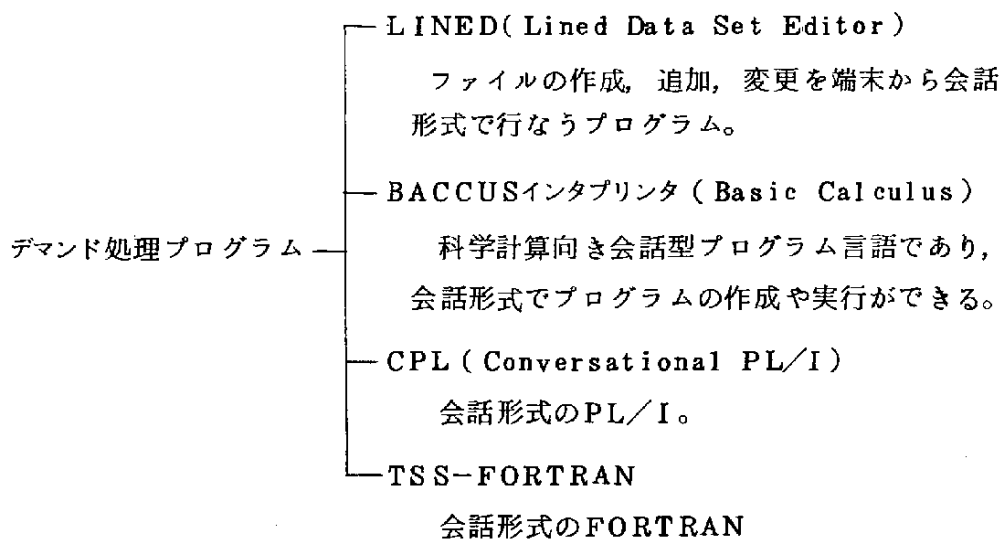 LINED(Lined Data Set Editor)
ファイルの作成, 追加, 変更を端末から会話
形式で行なうプログラム。
BACCUSインタプリンタ(Basic Calculus)
デマンド処理プログラム
科学計算向き会話型プログラム言語であり,
会話形式でプログラムの作成や実行ができる。
CPL(Conversational PL/I)
会話形式のPL/I。
TSS-FORTRAN
会話形式のFORTRAN